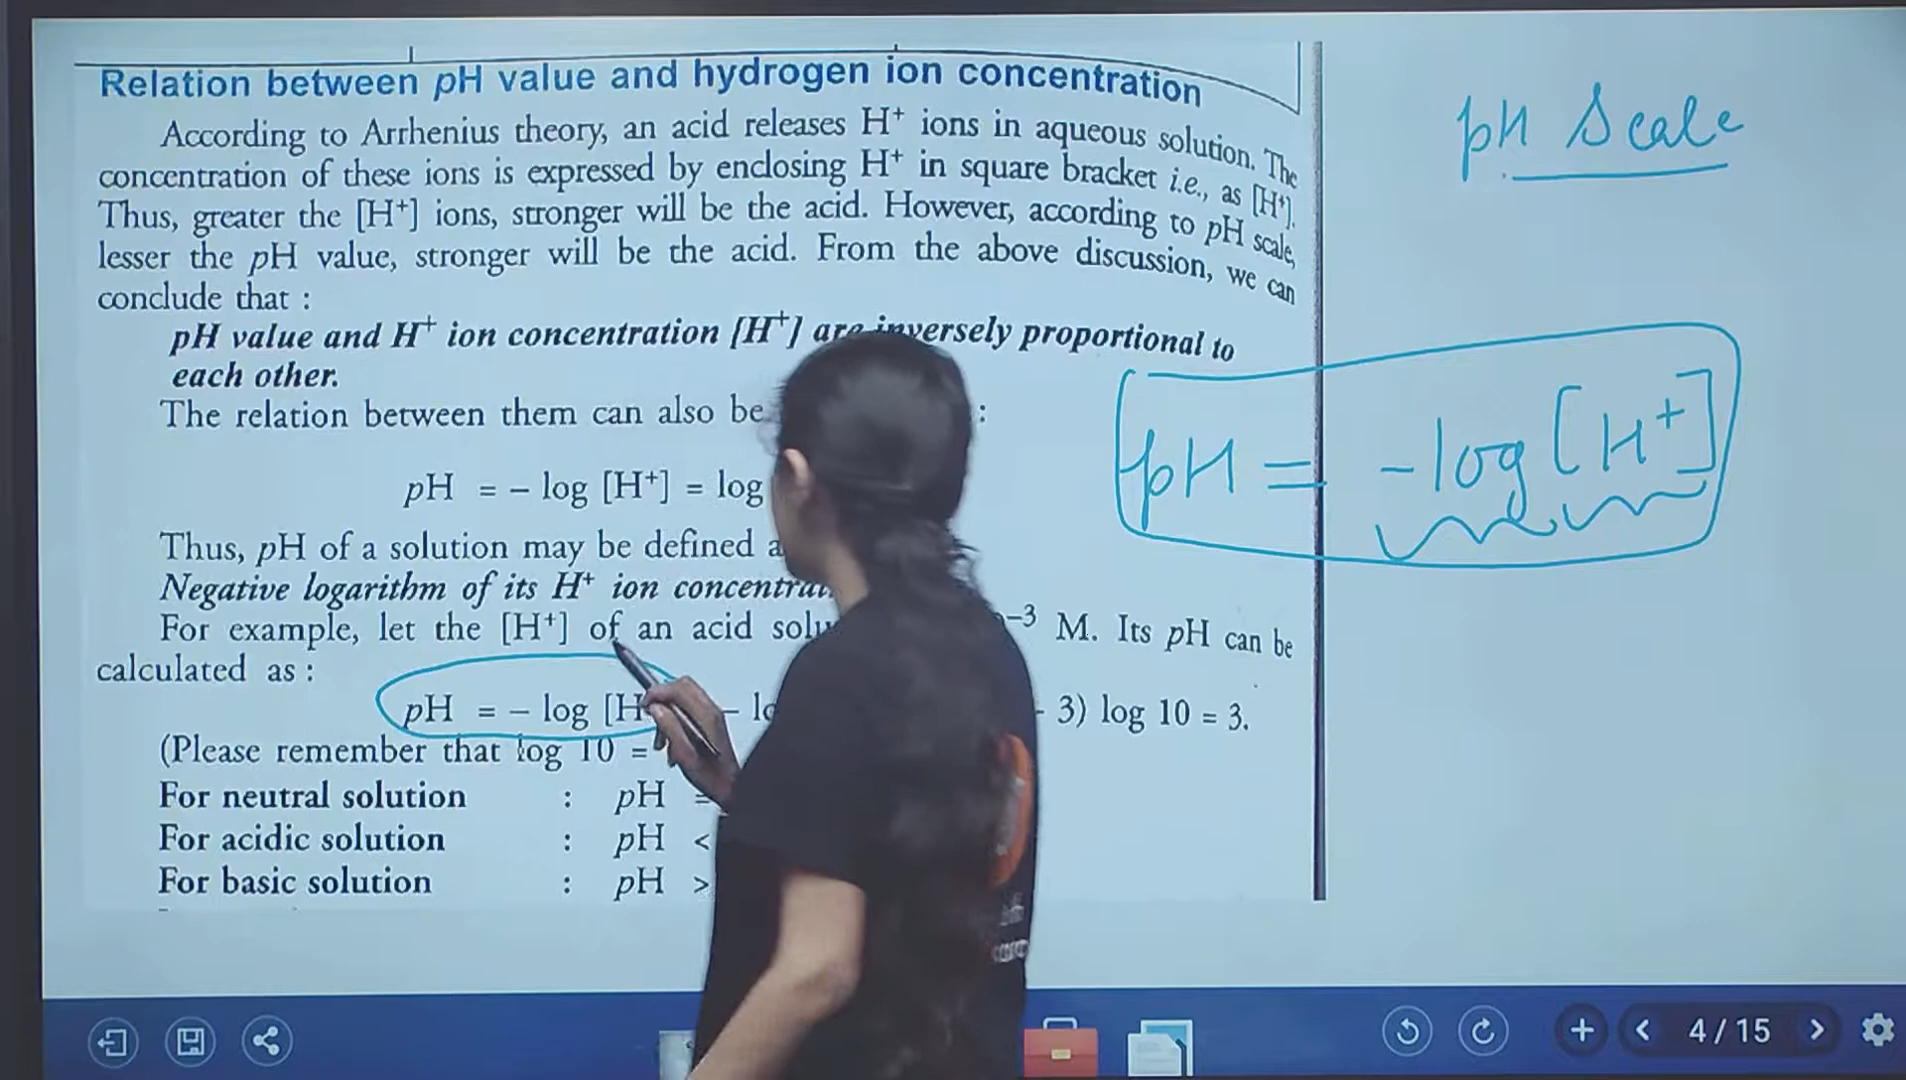 Relation between pH value and hydrogen ion concentration
According to Arrhenius theory, an acid releases H⁺ ions in aqueous solution. The
concentration of these ions is expressed by enclosing H⁺ in square bracket i.e., as [H⁺].
Thus, greater the [H⁺] ions, stronger will be the acid. However, according to pH scale,
lesser the pH value, stronger will be the acid. From the above discussion, we can
conclude that :
pH value and H⁺ ion concentration [H⁺] are inversely proportional to
each other.
The relation between them can also be :
pH = – log [H⁺] = log
Thus, pH of a solution may be defined
Negative logarithm of its H⁺ ion
For example, let the [H⁺] of an acid ⁻³ M. Its pH can be
calculated as :
pH = – log [H – - 3) log 10 = 3.
(Please remember that log 10 =
For neutral solution : pH =
For acidic solution : pH <
For basic solution : pH >
pH Scale
pH = -log[H⁺]
4 / 15